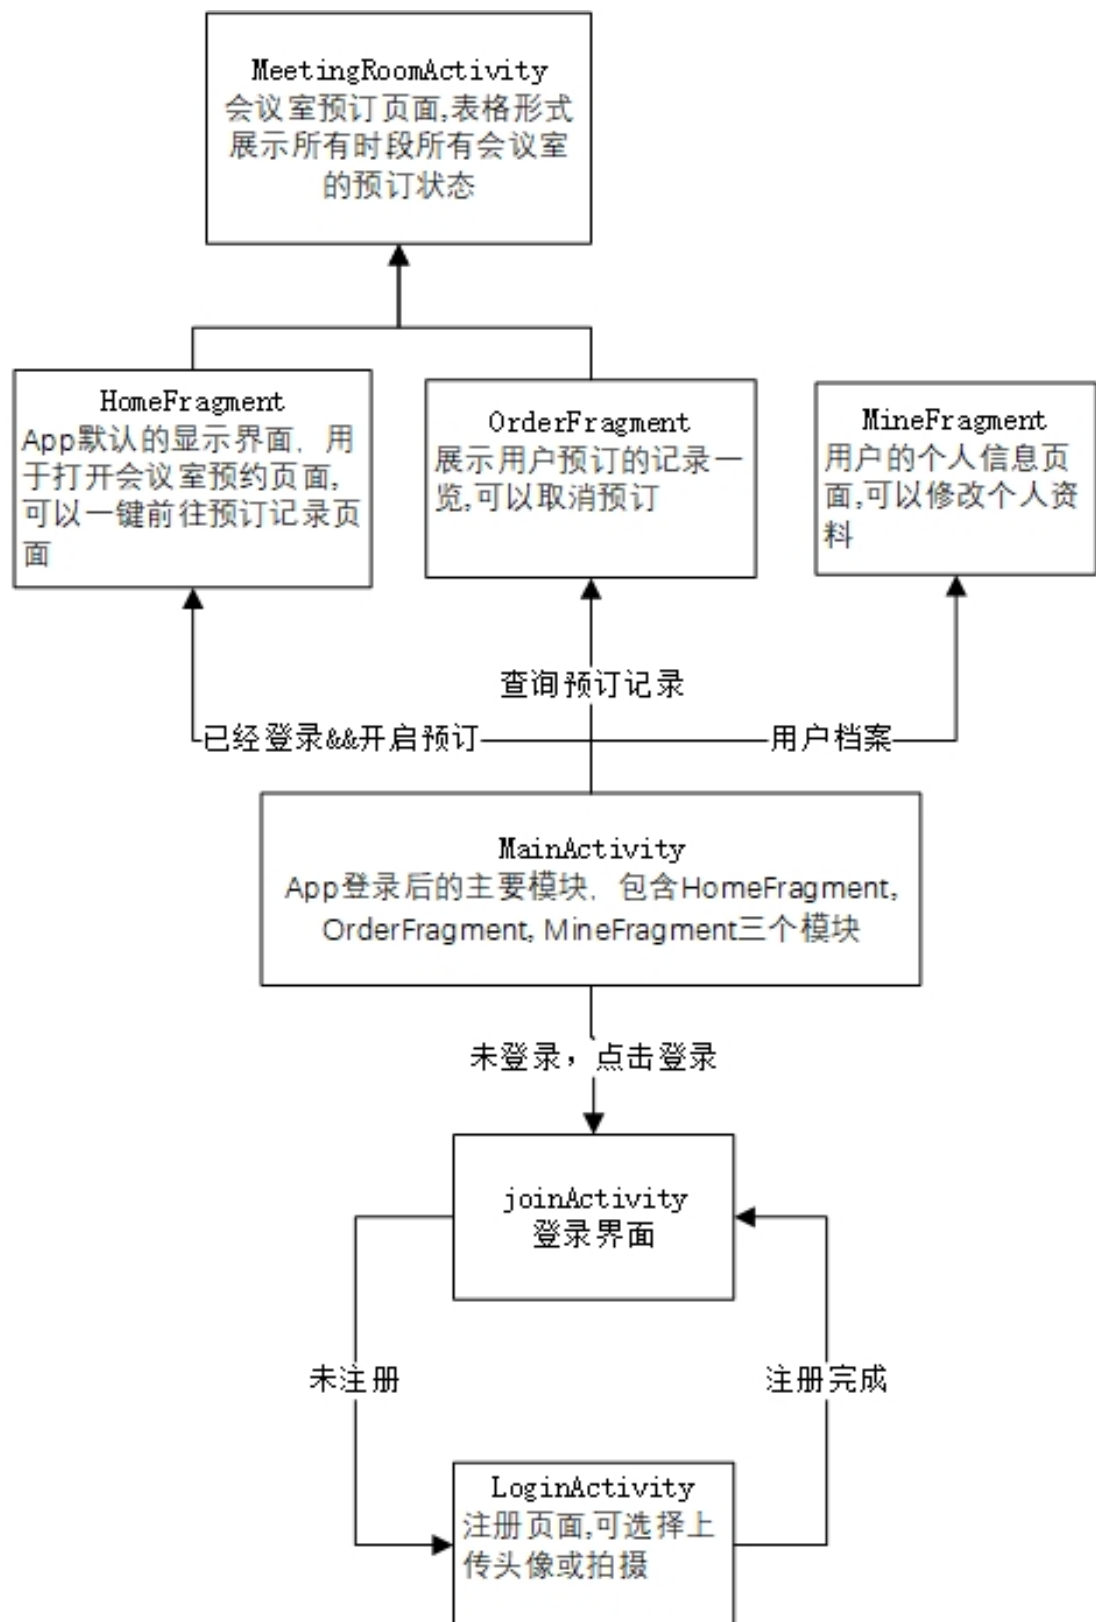 MeetingRoomActivity
会议室预订页面,表格形式
展示所有时段所有会议室
的预订状态
HomeFragment
App默认的显示界面，用
于打开会议室预约页面，
可以一键前往预订记录页
面
OrderFragment
展示用户预订的记录一
览,可以取消预订
MineFragment
用户的个人信息页
面,可以修改个人资
料
查询预订记录
已经登录&&开启预订
用户档案
MainActivity
App登录后的主要模块，包含HomeFragment,
OrderFragment, MineFragment三个模块
未登录，点击登录
joinActivity
登录界面
未注册
注册完成
LoginActivity
注册页面,可选择上
传头像或拍摄